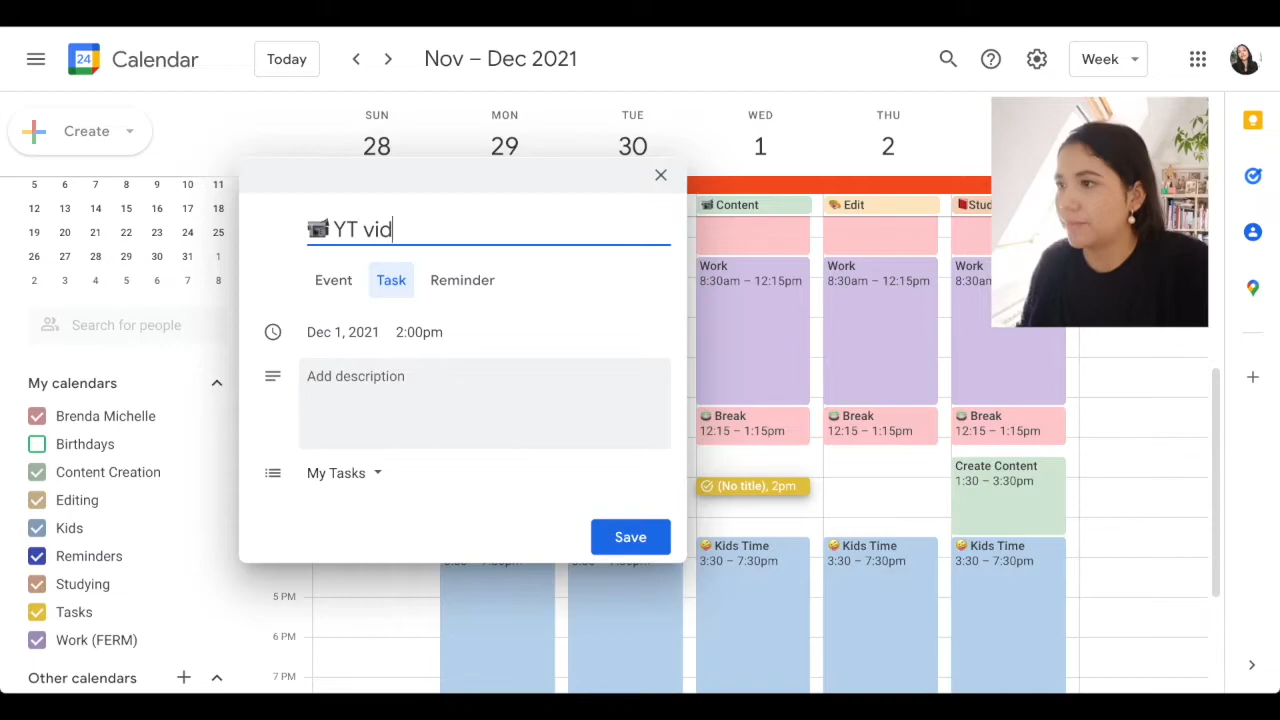 24
Calendar
Today
Nov – Dec 2021
Week
Create
SUN
MON
TUE
WED
THU
28
29
30
1
2
5 6 7 8 9 10 11
12 13 14 15 16 17 18
19 20 21 22 23 24 25
26 27 28 29 30 31 1
2 3 4 5 6 7 8
Search for people
My calendars
Brenda Michelle
Birthdays
Content Creation
Editing
Kids
Reminders
Studying
Tasks
Work (FERM)
Other calendars
YT vid
Event
Task
Reminder
Dec 1, 2021 2:00pm
Add description
My Tasks
Save
5 PM
6 PM
7 PM
Content
Work
8:30am – 12:15pm
Break
12:15 – 1:15pm
(No title), 2pm
Kids Time
3:30 – 7:30pm
Edit
Work
8:30am – 12:15pm
Break
12:15 – 1:15pm
Kids Time
3:30 – 7:30pm
Stud
Work
8:30am
Break
12:15 – 1:15pm
Create Content
1:30 – 3:30pm
Kids Time
3:30 – 7:30pm